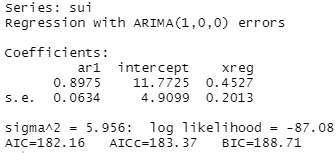 Series: sui
Regression with ARIMA(1,0,0) errors
Coefficients:
ar1 intercept xreg
0.8975 11.7725 0.4527
s.e. 0.0634 4.9099 0.2013
sigma^2 = 5.956: log likelihood = -87.08
AIC=182.16 AICc=183.37 BIC=188.71